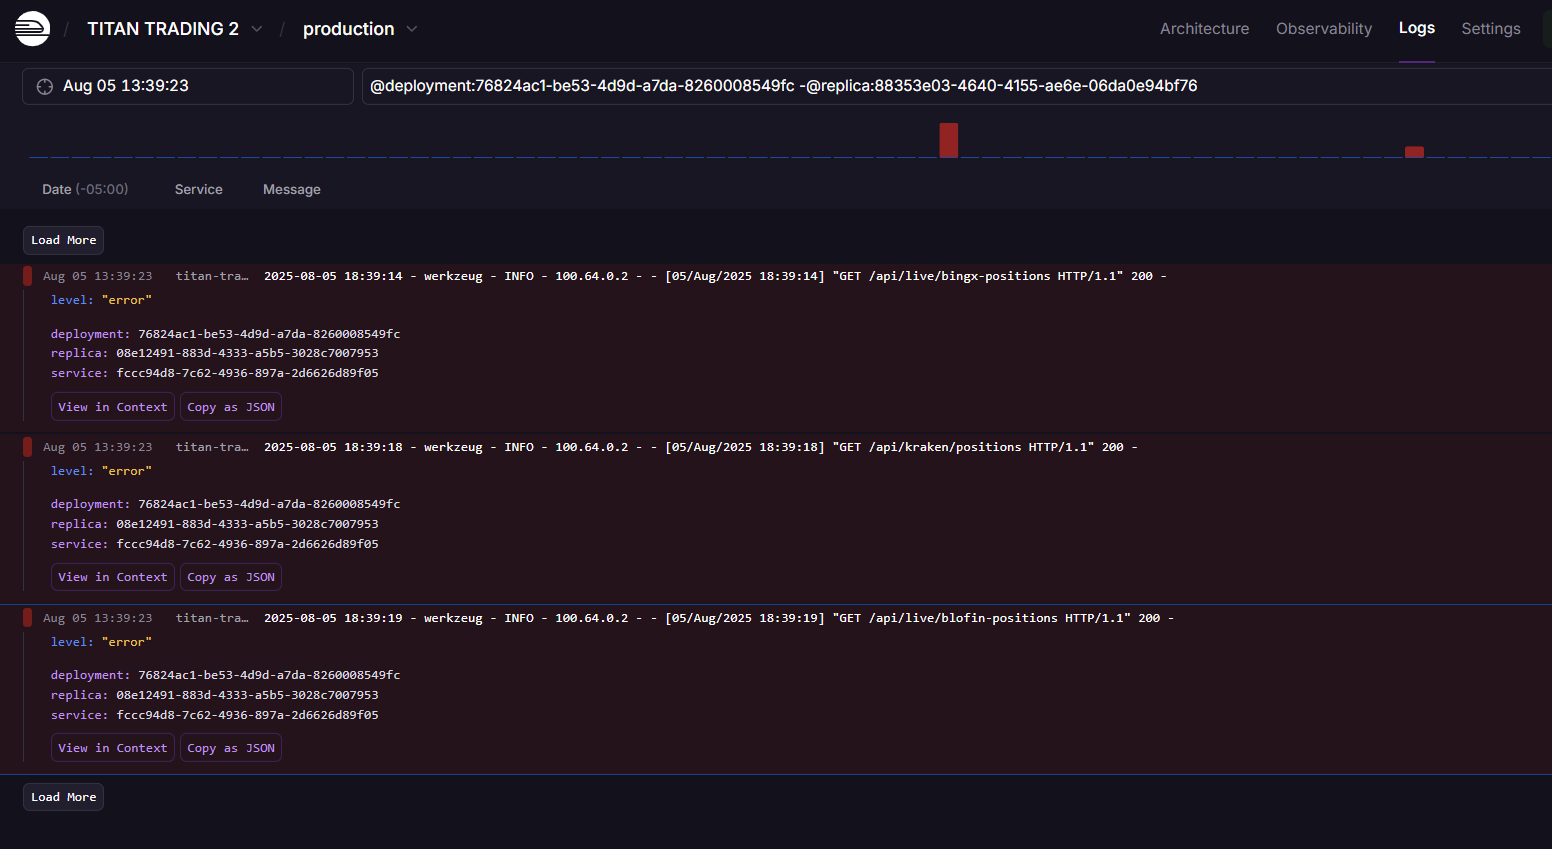 / TITAN TRADING 2 / production Architecture Observability Logs Settings
Aug 05 13:39:23 @deployment:76824ac1-be53-4d9d-a7da-8260008549fc -@replica:88353e03-4640-4155-ae6e-06da0e94bf76
Date (-05:00) Service Message
Load More
Aug 05 13:39:23 titan-tra… 2025-08-05 18:39:14 - werkzeug - INFO - 100.64.0.2 - - [05/Aug/2025 18:39:14] "GET /api/live/bingx-positions HTTP/1.1" 200 -
level: "error"
deployment: 76824ac1-be53-4d9d-a7da-8260008549fc
replica: 08e12491-883d-4333-a5b5-3028c7007953
service: fccc94d8-7c62-4936-897a-2d6626d89f05
View in Context Copy as JSON
Aug 05 13:39:23 titan-tra… 2025-08-05 18:39:18 - werkzeug - INFO - 100.64.0.2 - - [05/Aug/2025 18:39:18] "GET /api/kraken/positions HTTP/1.1" 200 -
level: "error"
deployment: 76824ac1-be53-4d9d-a7da-8260008549fc
replica: 08e12491-883d-4333-a5b5-3028c7007953
service: fccc94d8-7c62-4936-897a-2d6626d89f05
View in Context Copy as JSON
Aug 05 13:39:23 titan-tra… 2025-08-05 18:39:19 - werkzeug - INFO - 100.64.0.2 - - [05/Aug/2025 18:39:19] "GET /api/live/blofin-positions HTTP/1.1" 200 -
level: "error"
deployment: 76824ac1-be53-4d9d-a7da-8260008549fc
replica: 08e12491-883d-4333-a5b5-3028c7007953
service: fccc94d8-7c62-4936-897a-2d6626d89f05
View in Context Copy as JSON
Load More